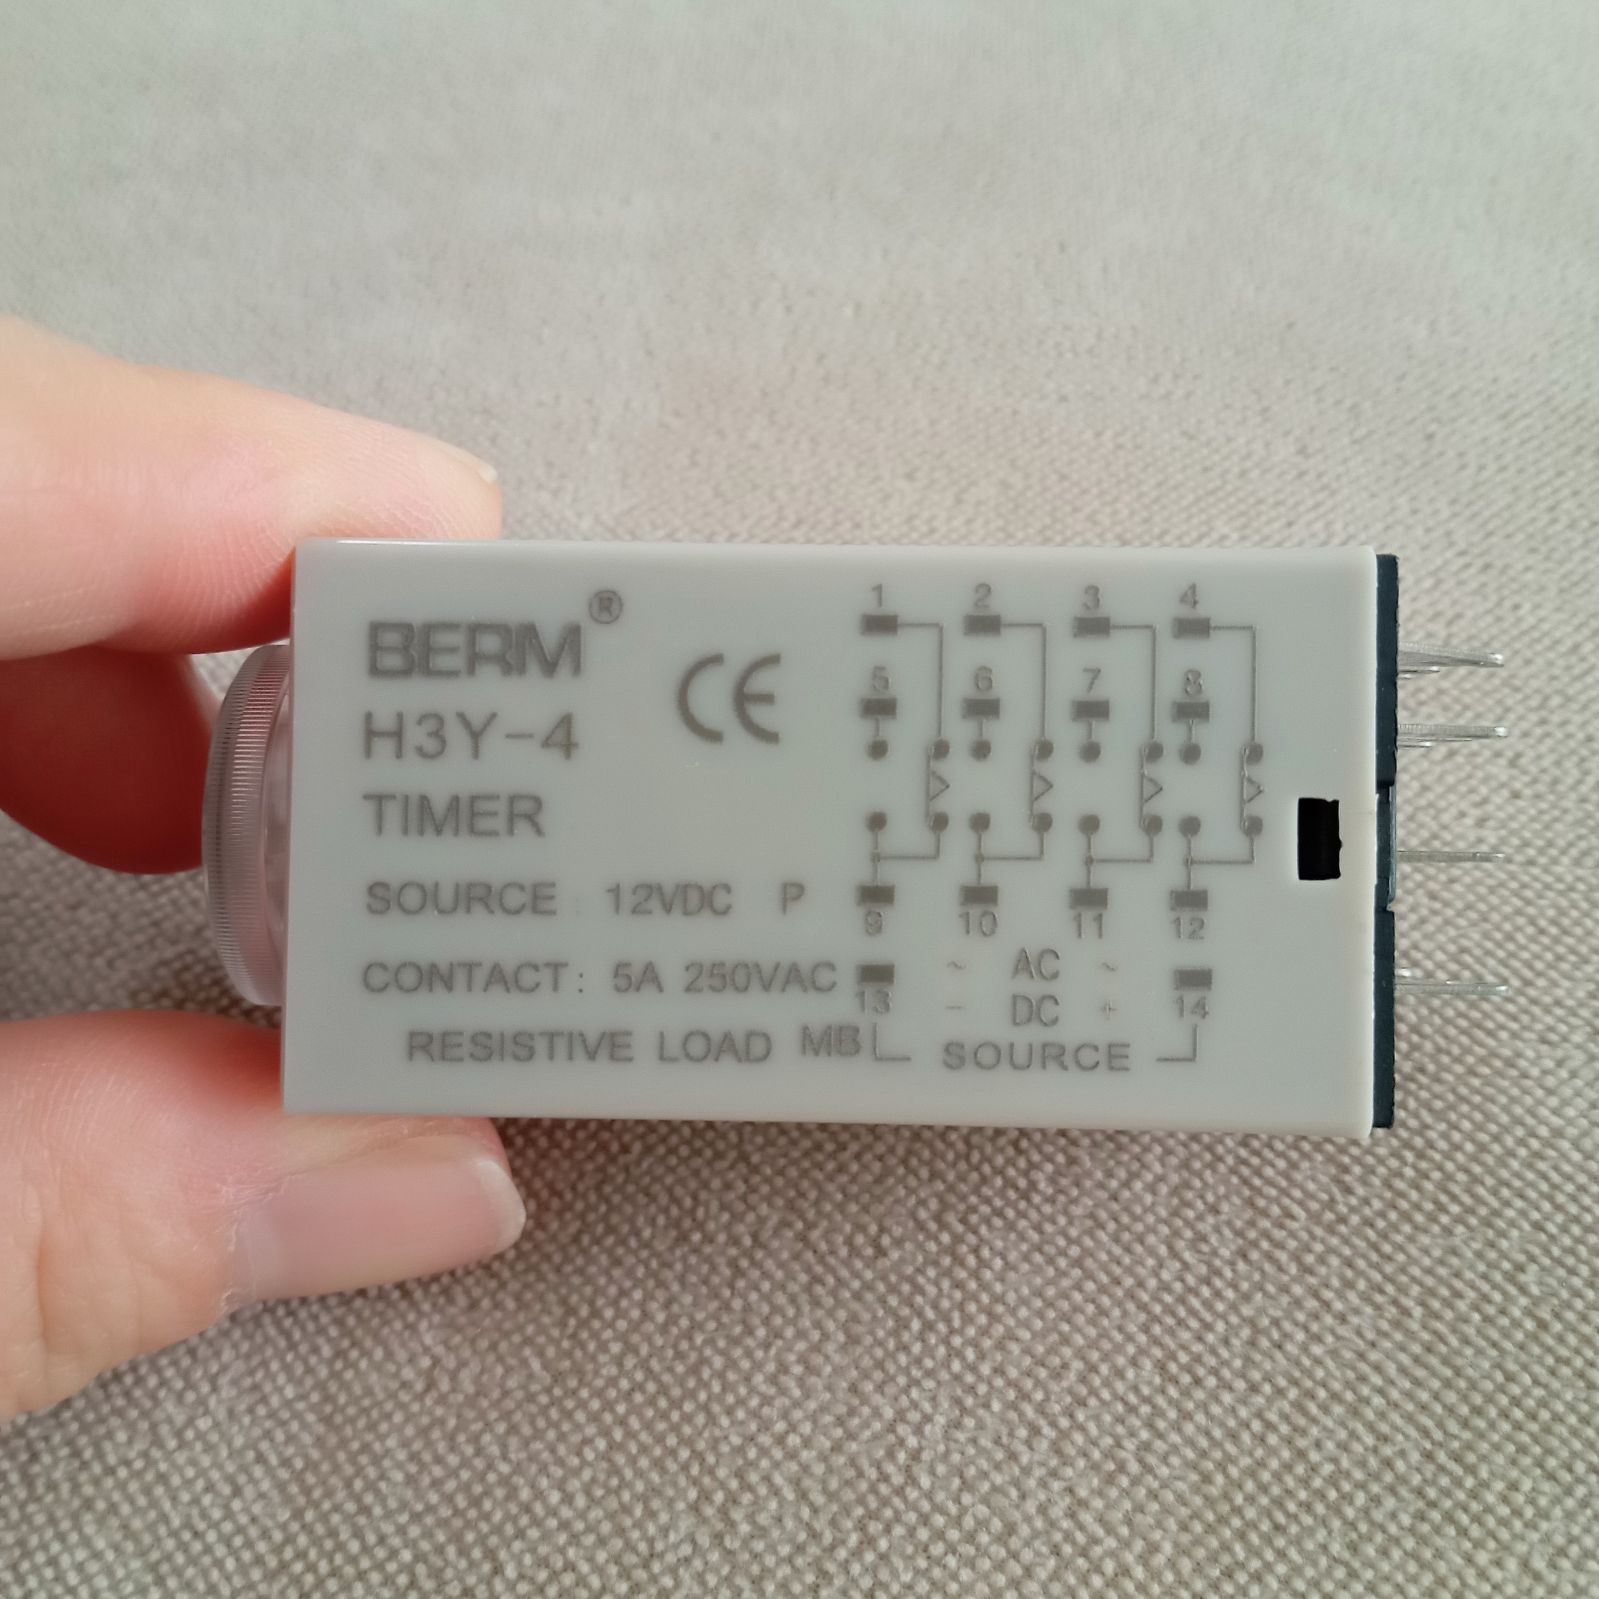 BERM®
H3Y-4
TIMER
CE
SOURCE : 12VDC P
CONTACT: 5A 250VAC
RESISTIVE LOAD MB
1 2 3 4
5 6 7 8
9 10 11 12
13 ~ AC ~ 14
- DC +
SOURCE